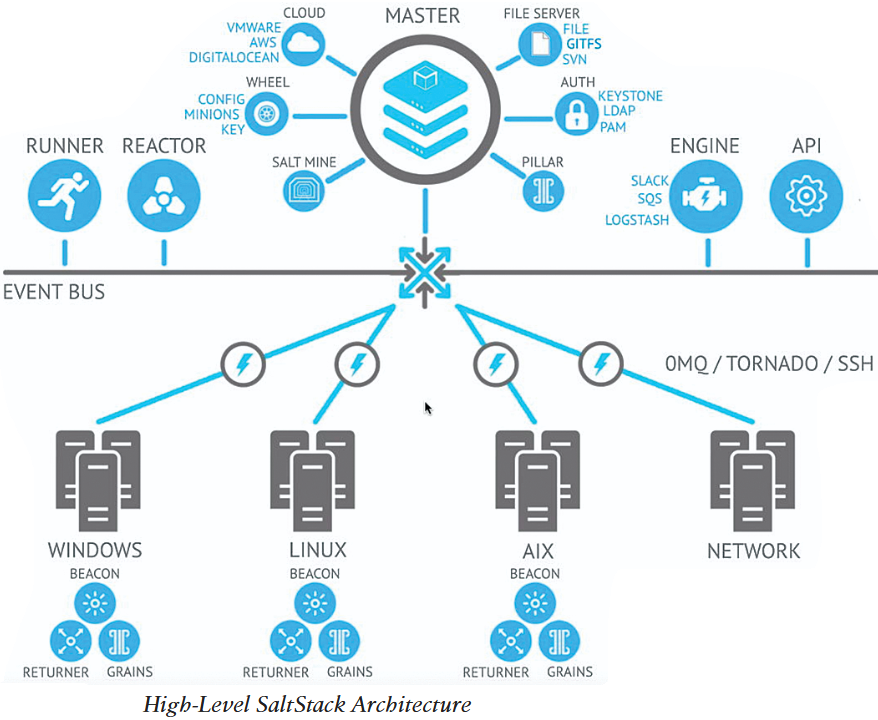 MASTER
CLOUD
VMWARE
AWS
DIGITALOCEAN
FILE SERVER
FILE
GITFS
SVN
WHEEL
CONFIG
MINIONS
KEY
AUTH
KEYSTONE
LDAP
PAM
SALT MINE
PILLAR
RUNNER
REACTOR
ENGINE
SLACK
SQS
LOGSTASH
API
EVENT BUS
0MQ / TORNADO / SSH
WINDOWS
LINUX
AIX
NETWORK
BEACON
RETURNER
GRAINS
BEACON
RETURNER
GRAINS
BEACON
RETURNER
GRAINS
High-Level SaltStack Architecture